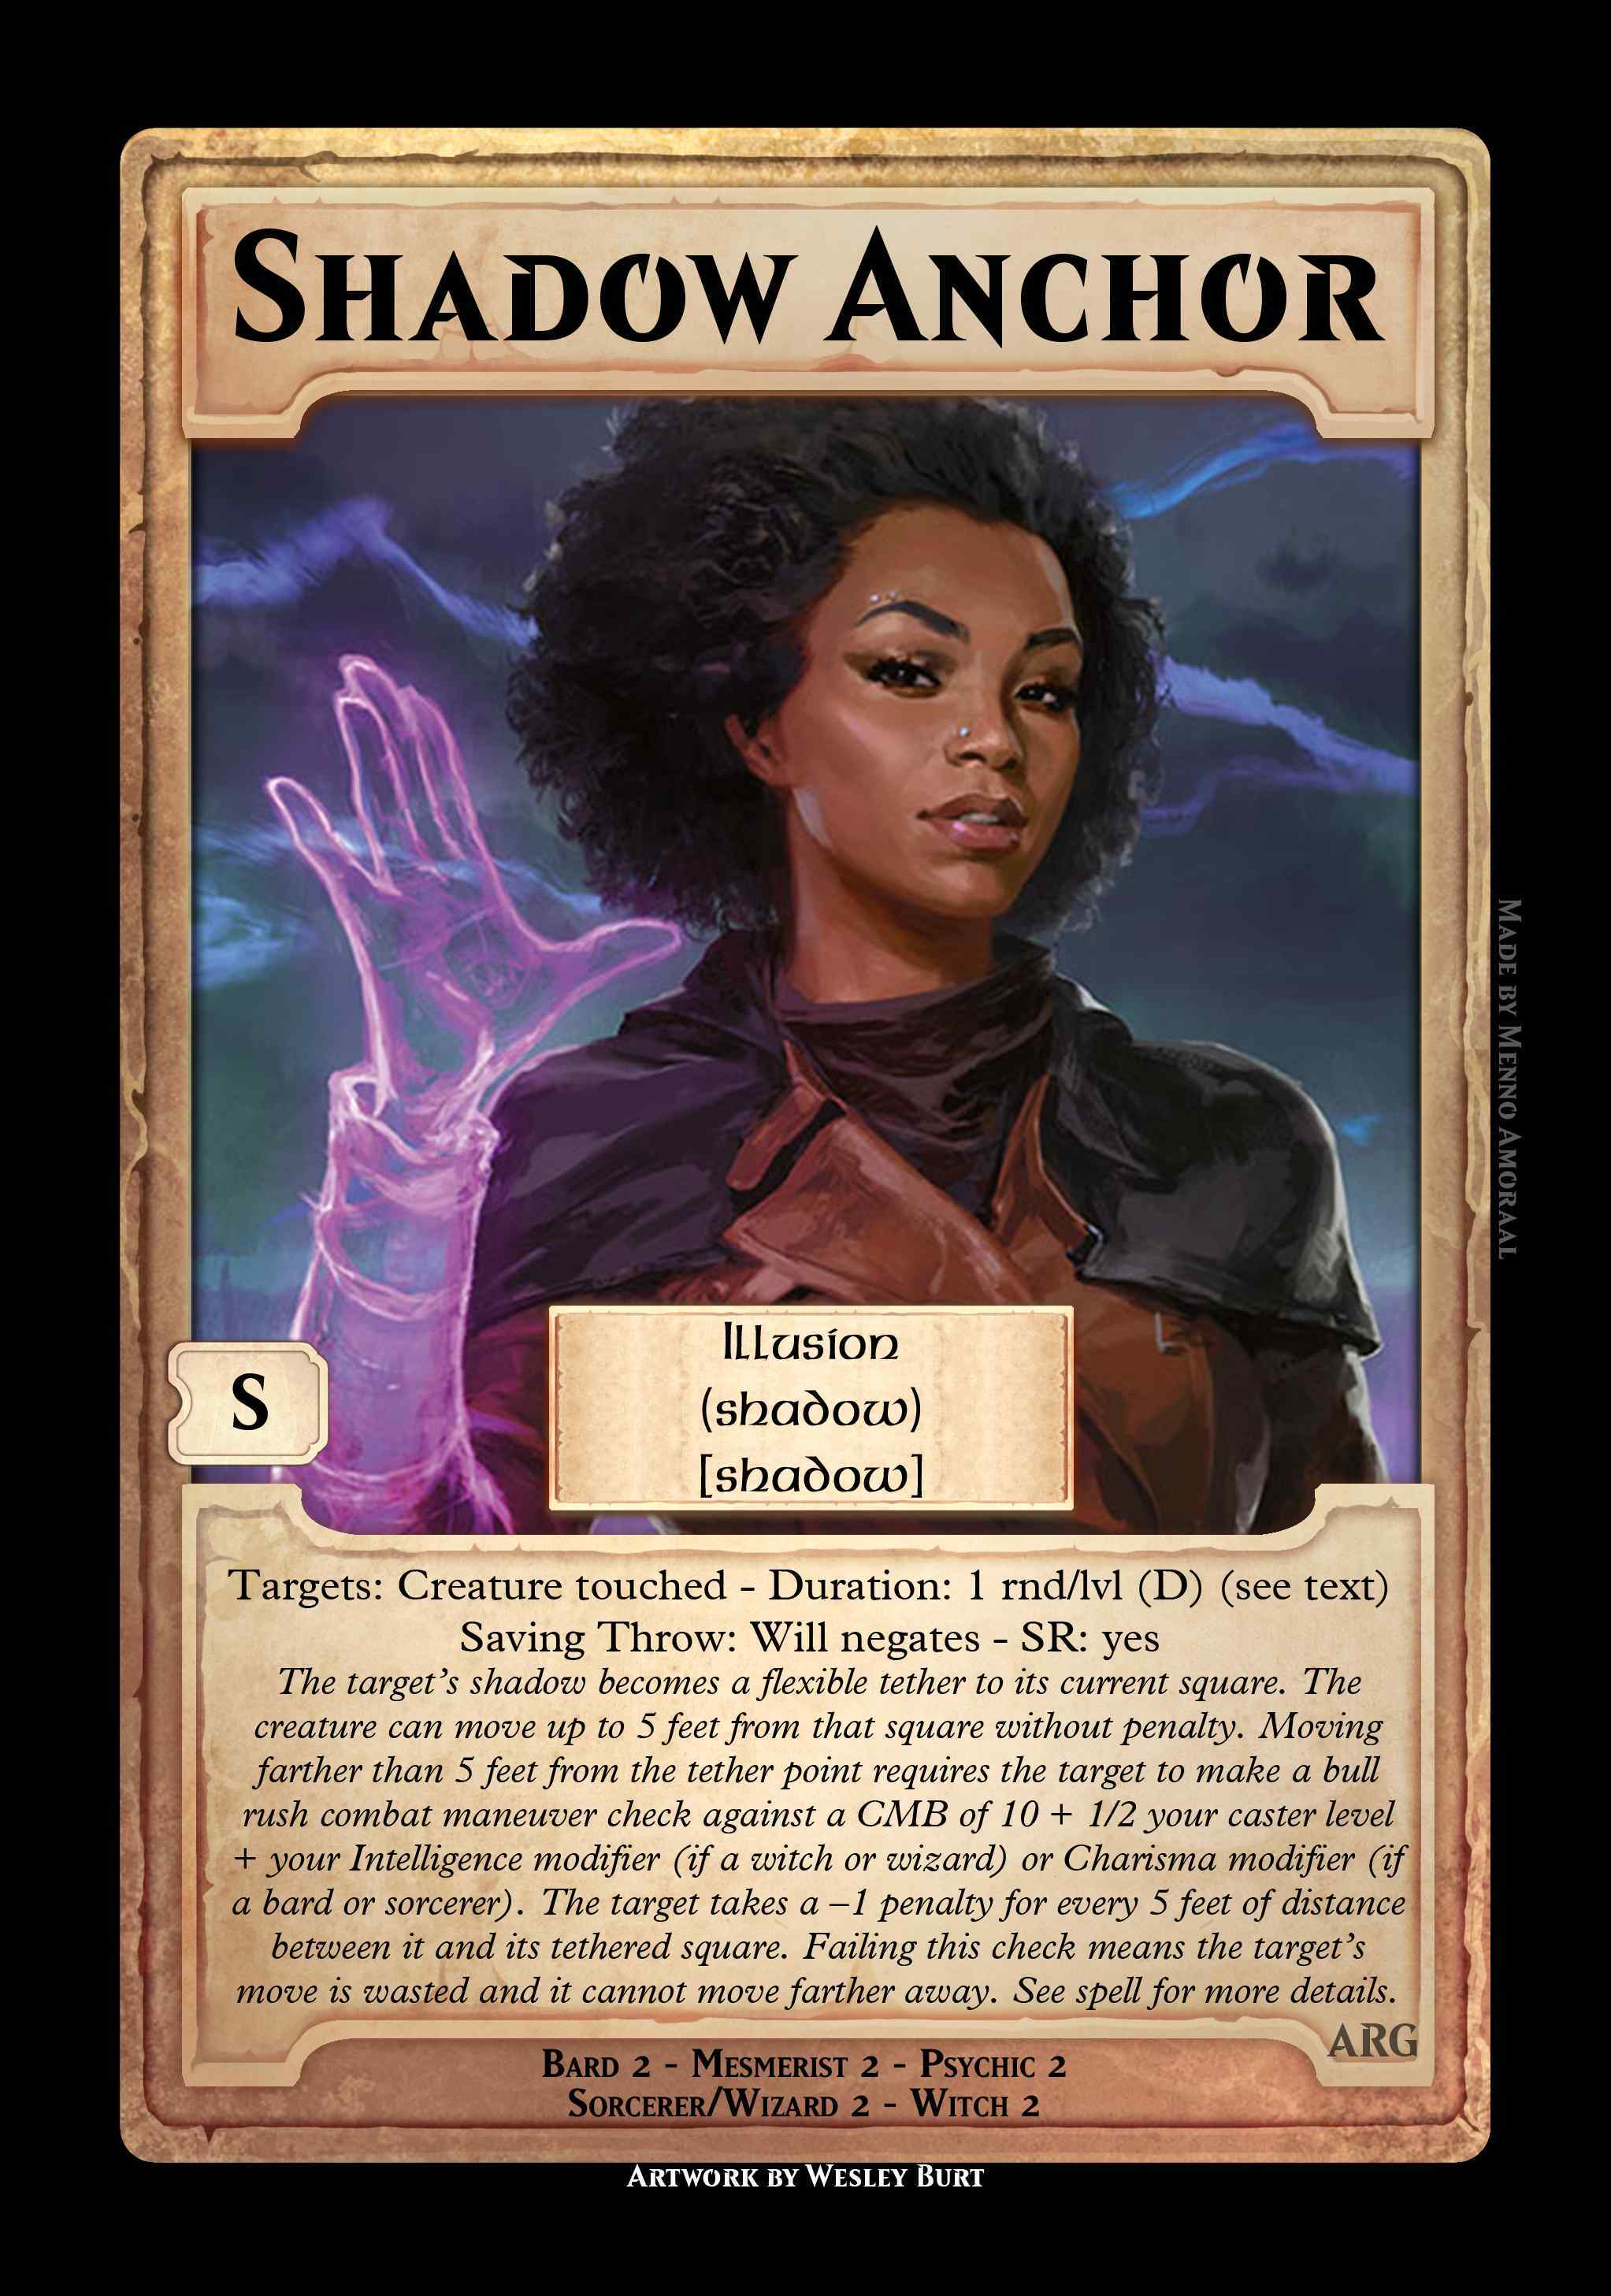 Shadow Anchor
Made by Menno Amoraal
S
Illusion
(shadow)
[shadow]
Targets: Creature touched - Duration: 1 rnd/lvl (D) (see text)
Saving Throw: Will negates - SR: yes
The target’s shadow becomes a flexible tether to its current square. The
creature can move up to 5 feet from that square without penalty. Moving
farther than 5 feet from the tether point requires the target to make a bull
rush combat maneuver check against a CMB of 10 + 1/2 your caster level
+ your Intelligence modifier (if a witch or wizard) or Charisma modifier (if
a bard or sorcerer). The target takes a –1 penalty for every 5 feet of distance
between it and its tethered square. Failing this check means the target’s
move is wasted and it cannot move farther away. See spell for more details.
ARG
Bard 2 - Mesmerist 2 - Psychic 2
Sorcerer/Wizard 2 - Witch 2
Artwork by Wesley Burt